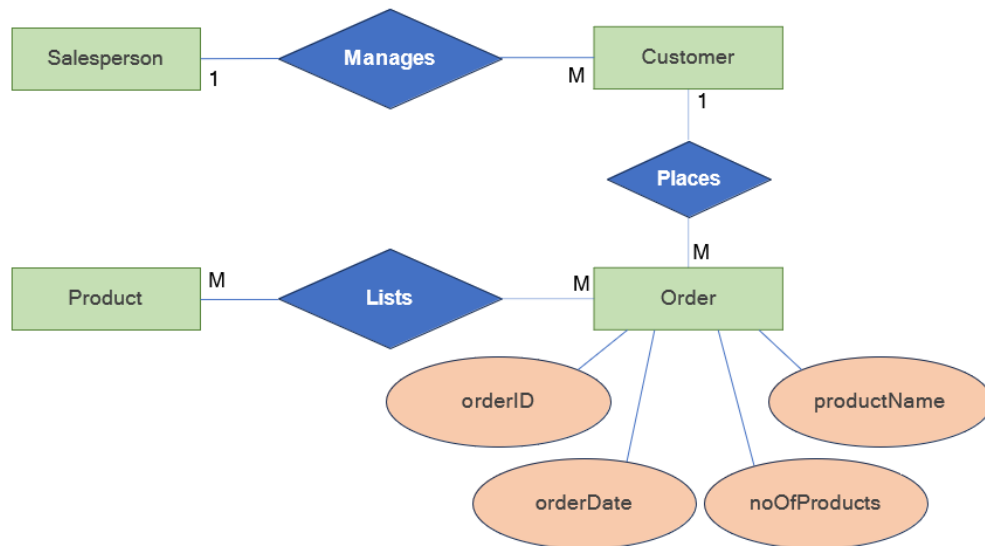 Salesperson
1
Manages
M
Customer
1
Places
M
Product
M
Lists
M
Order
orderID
productName
orderDate
noOfProducts